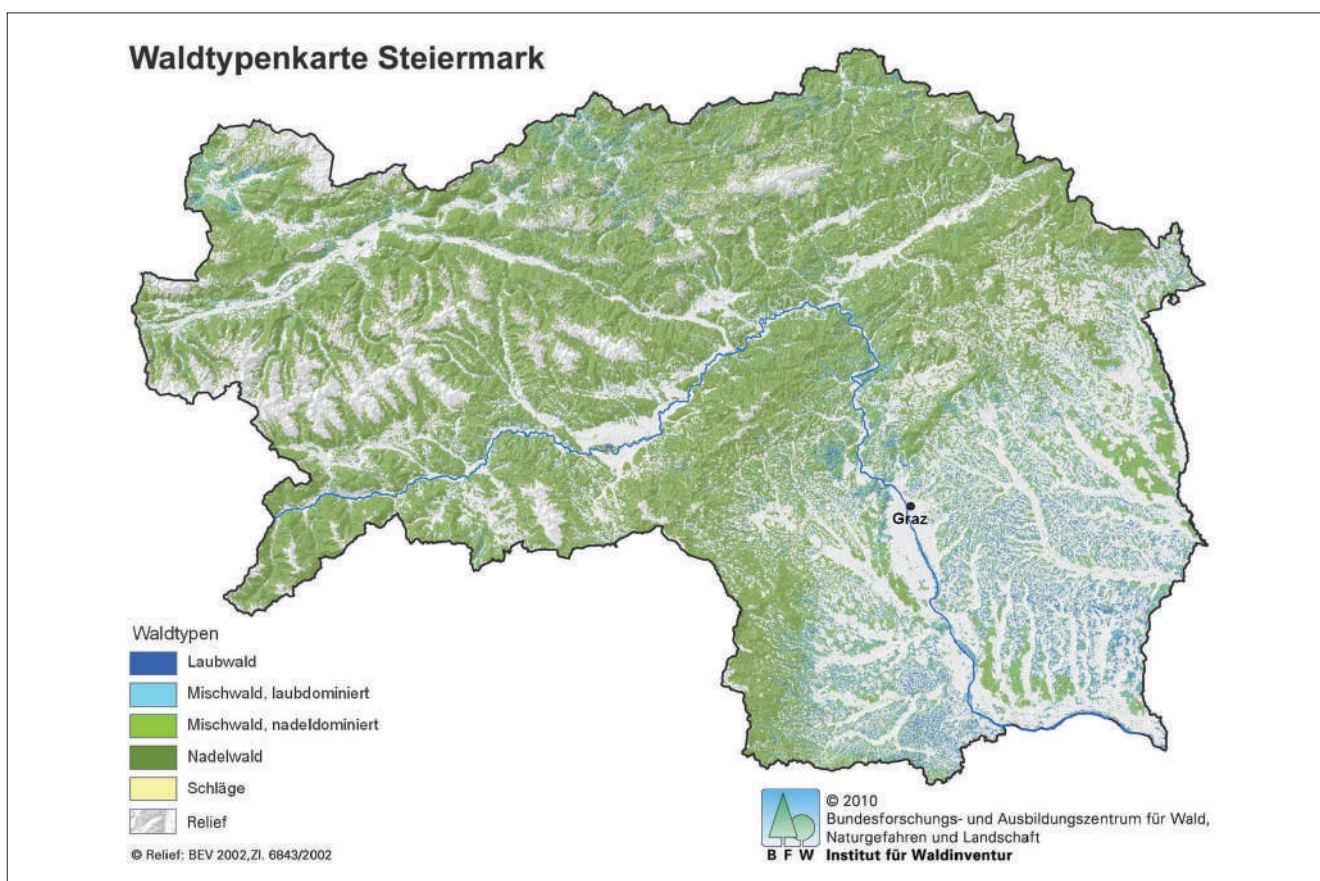 Waldtypenkarte Steiermark
Graz
Waldtypen
Laubwald
Mischwald, laubdominiert
Mischwald, nadeldominiert
Nadelwald
Schläge
Relief
© Relief: BEV 2002,Zl. 6843/2002
BFW
© 2010
Bundesforschungs- und Ausbildungszentrum für Wald,
Naturgefahren und Landschaft
Institut für Waldinventur